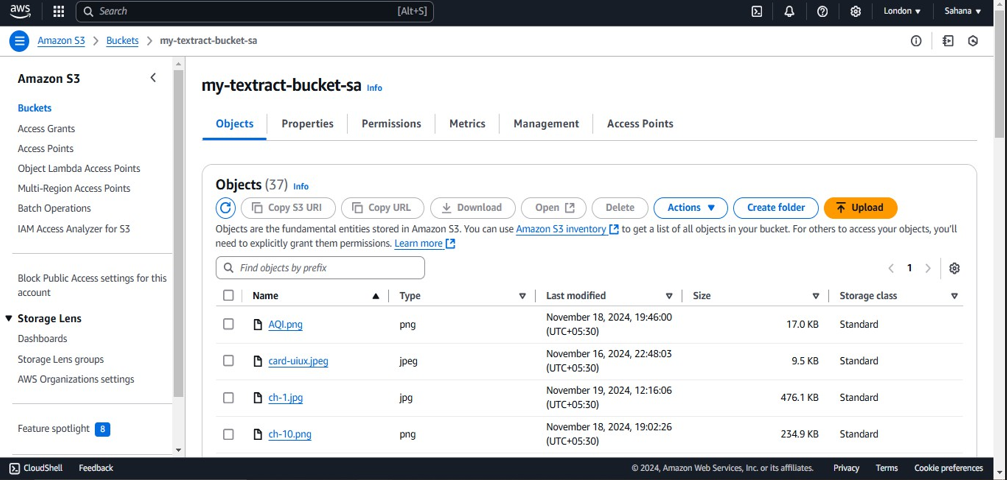 aws
Search [Alt+S]
London Sahana
Amazon S3 Buckets my-textract-bucket-sa
Amazon S3
Buckets
Access Grants
Access Points
Object Lambda Access Points
Multi-Region Access Points
Batch Operations
IAM Access Analyzer for S3
Block Public Access settings for this
account
Storage Lens
Dashboards
Storage Lens groups
AWS Organizations settings
Feature spotlight 8
my-textract-bucket-sa Info
Objects Properties Permissions Metrics Management Access Points
Objects (37) Info
Copy S3 URI Copy URL Download Open Delete Actions Create folder Upload
Objects are the fundamental entities stored in Amazon S3. You can use Amazon S3 inventory to get a list of all objects in your bucket. For others to access your objects, you'll
need to explicitly grant them permissions. Learn more
Find objects by prefix 1
Name Type Last modified Size Storage class
AQI.png png November 18, 2024, 19:46:00 17.0 KB Standard
(UTC+05:30)
card-uiux.jpeg jpeg November 16, 2024, 22:48:03 9.5 KB Standard
(UTC+05:30)
ch-1.jpg jpg November 19, 2024, 12:16:06 476.1 KB Standard
(UTC+05:30)
ch-10.png png November 18, 2024, 19:02:26 234.9 KB Standard
(UTC+05:30)
CloudShell Feedback © 2024, Amazon Web Services, Inc. or its affiliates. Privacy Terms Cookie preferences